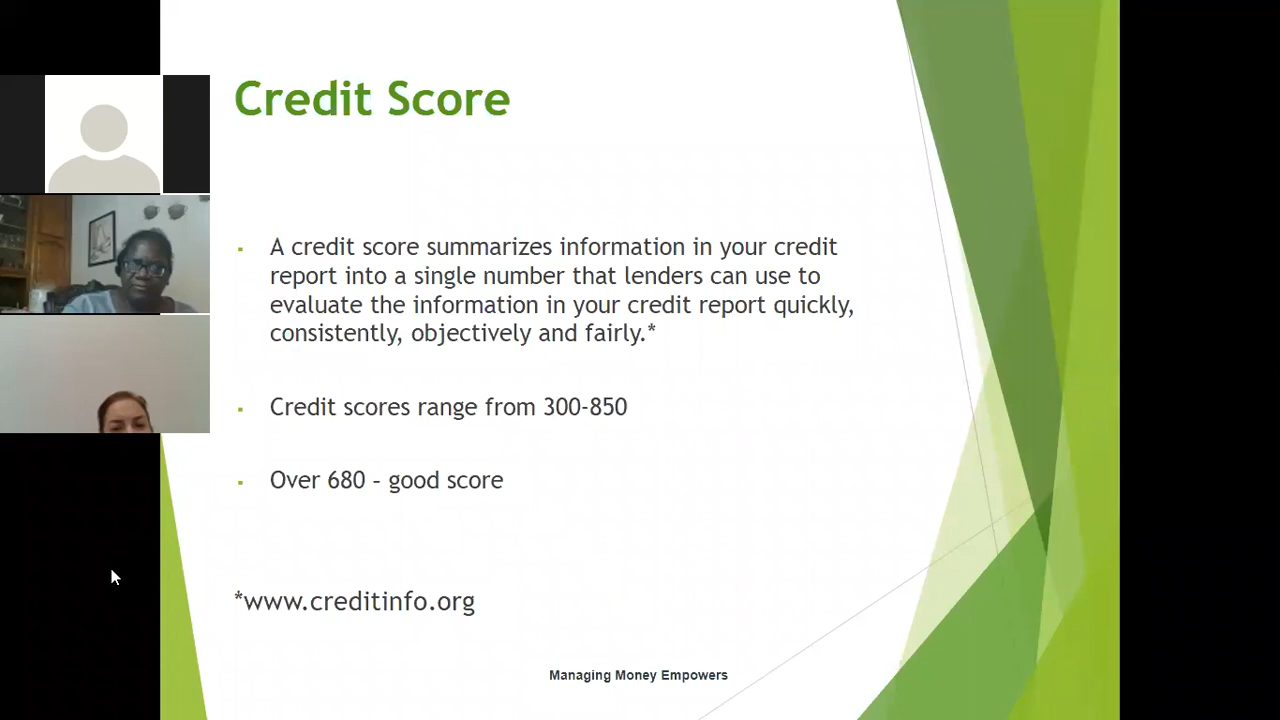 Credit Score
A credit score summarizes information in your credit
report into a single number that lenders can use to
evaluate the information in your credit report quickly,
consistently, objectively and fairly.*
Credit scores range from 300-850
Over 680 – good score
*www.creditinfo.org
Managing Money Empowers